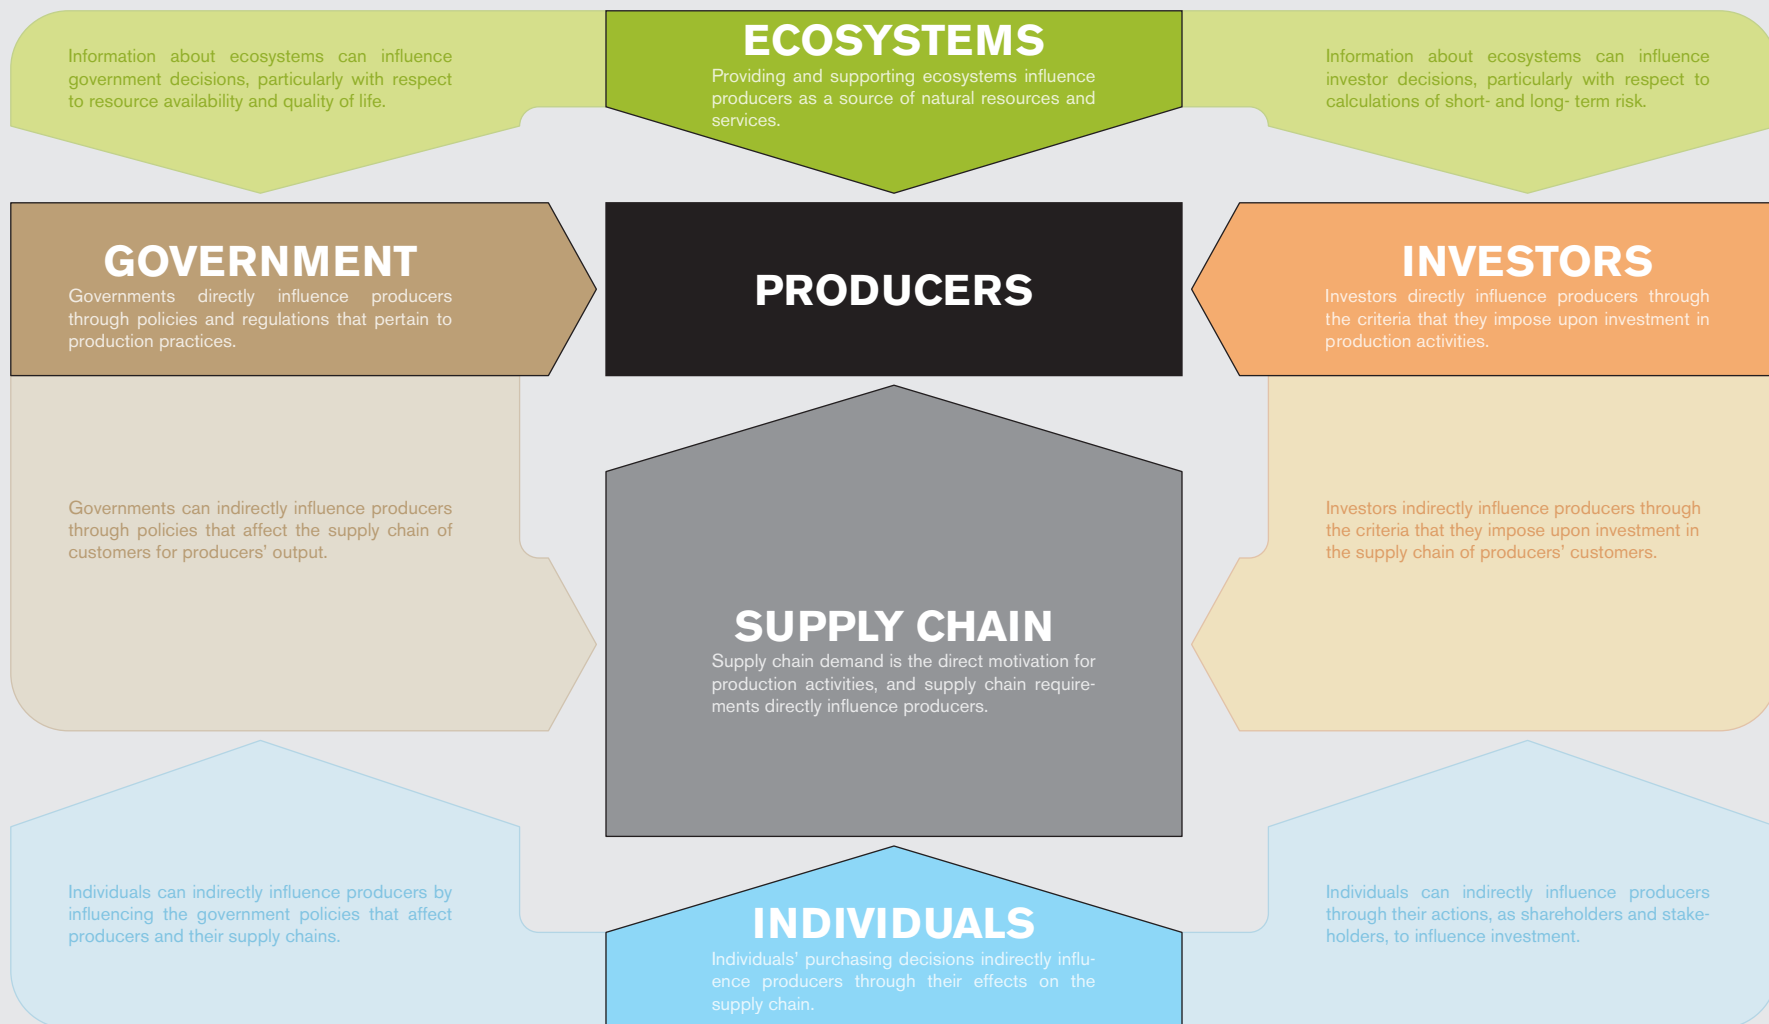 Information about ecosystems can influence
government decisions, particularly with respect
to resource availability and quality of life.
ECOSYSTEMS
Providing and supporting ecosystems influence
producers as a source of natural resources and
services.
Information about ecosystems can influence
investor decisions, particularly with respect to
calculations of short- and long- term risk.
GOVERNMENT
Governments directly influence producers
through policies and regulations that pertain to
production practices.
PRODUCERS
INVESTORS
Investors directly influence producers through
the criteria that they impose upon investment in
production activities.
Governments can indirectly influence producers
through policies that affect the supply chain of
customers for producers’ output.
SUPPLY CHAIN
Supply chain demand is the direct motivation for
production activities, and supply chain require-
ments directly influence producers.
Investors indirectly influence producers through
the criteria that they impose upon investment in
the supply chain of producers’ customers.
Individuals can indirectly influence producers by
influencing the government policies that affect
producers and their supply chains.
INDIVIDUALS
Individuals’ purchasing decisions indirectly influ-
ence producers through their effects on the
supply chain.
Individuals can indirectly influence producers
through their actions, as shareholders and stake-
holders, to influence investment.